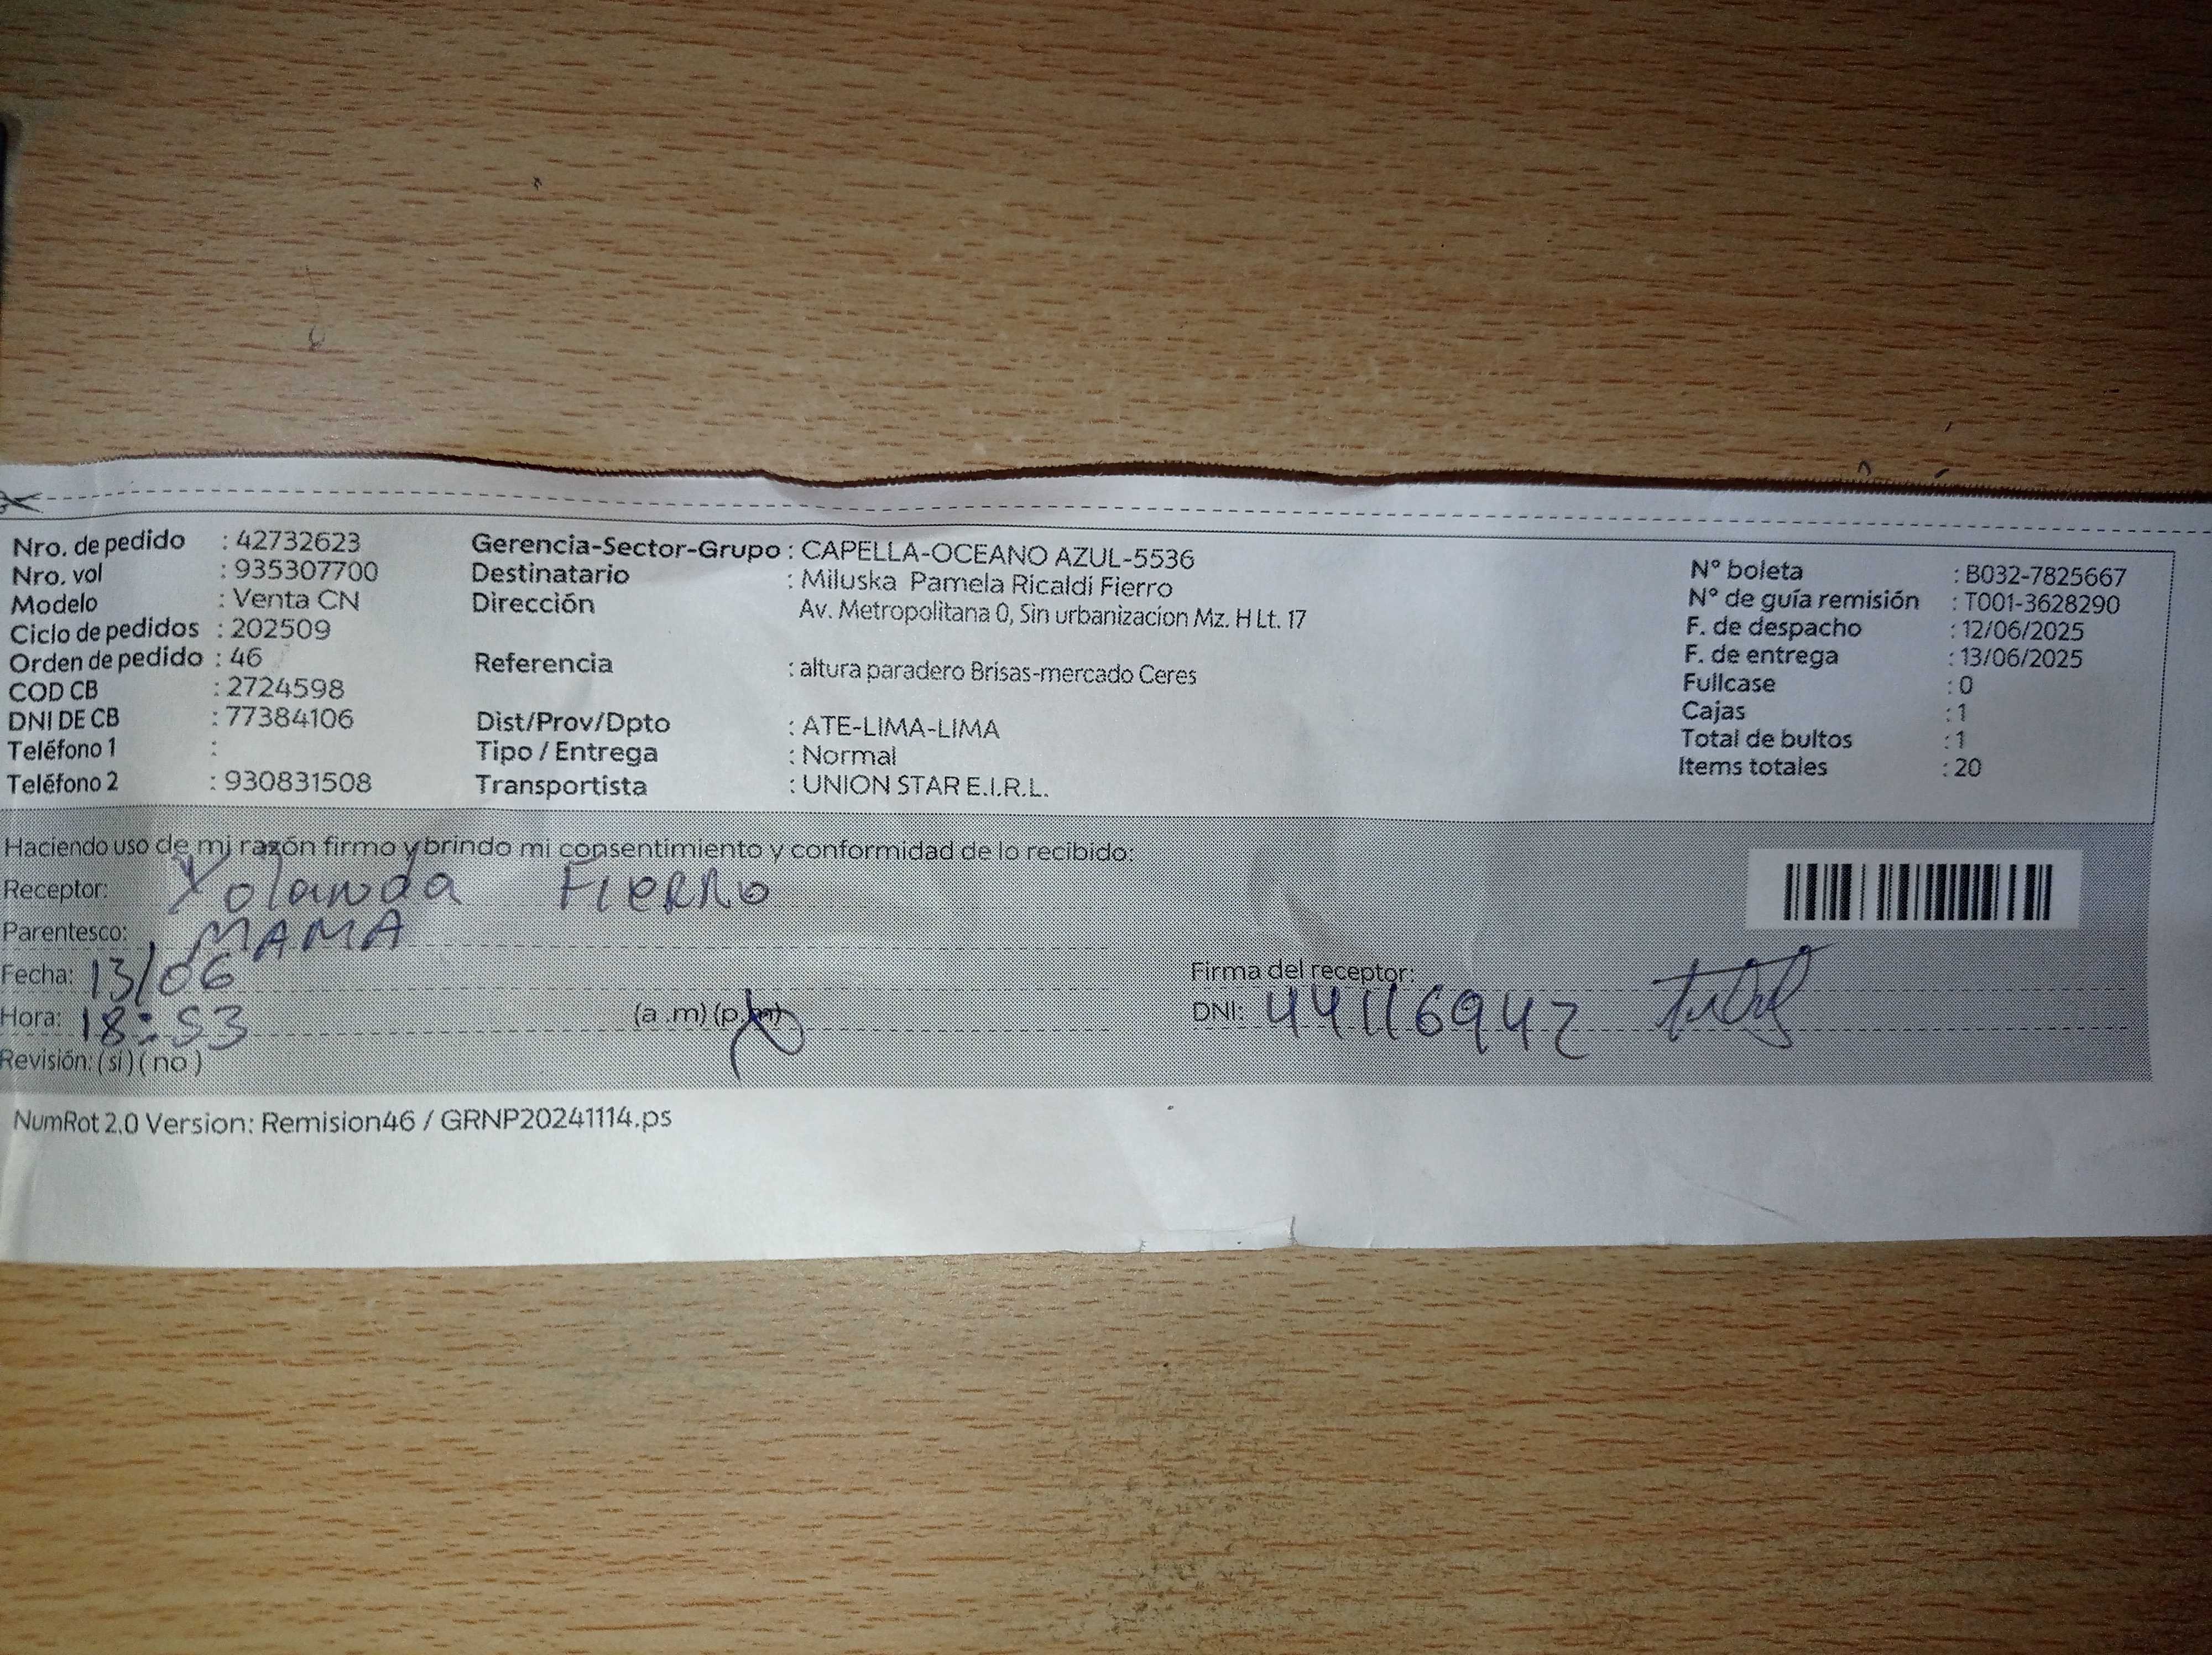 Nro. de pedido : 42732623
Nro. vol : 935307700
Modelo : Venta CN
Ciclo de pedidos : 202509
Orden de pedido : 46
COD CB : 2724598
DNI DE CB : 77384106
Teléfono 1 :
Teléfono 2 : 930831508
Gerencia-Sector-Grupo : CAPELLA-OCEANO AZUL-5536
Destinatario : Miluska Pamela Ricaldi Fierro
Dirección Av. Metropolitana 0, Sin urbanizacion Mz. H Lt. 17
Referencia : altura paradero Brisas-mercado Ceres
Dist/Prov/Dpto : ATE-LIMA-LIMA
Tipo / Entrega : Normal
Transportista : UNION STAR E.I.R.L.
N° boleta : B032-7825667
N° de guía remisión : T001-3628290
F. de despacho : 12/06/2025
F. de entrega : 13/06/2025
Fullcase : 0
Cajas : 1
Total de bultos : 1
Items totales : 20
Haciendo uso de mi razón firmo y brindo mi consentimiento y conformidad de lo recibido:
Receptor: Yolanda Fierro
Parentesco: MAMA
Fecha: 13/06
Hora: 18:53 (a .m) (p.m)
Revisión: ( si ) ( no )
Firma del receptor:
DNI: 44116942
NumRot 2.0 Version: Remision46 / GRNP20241114.ps